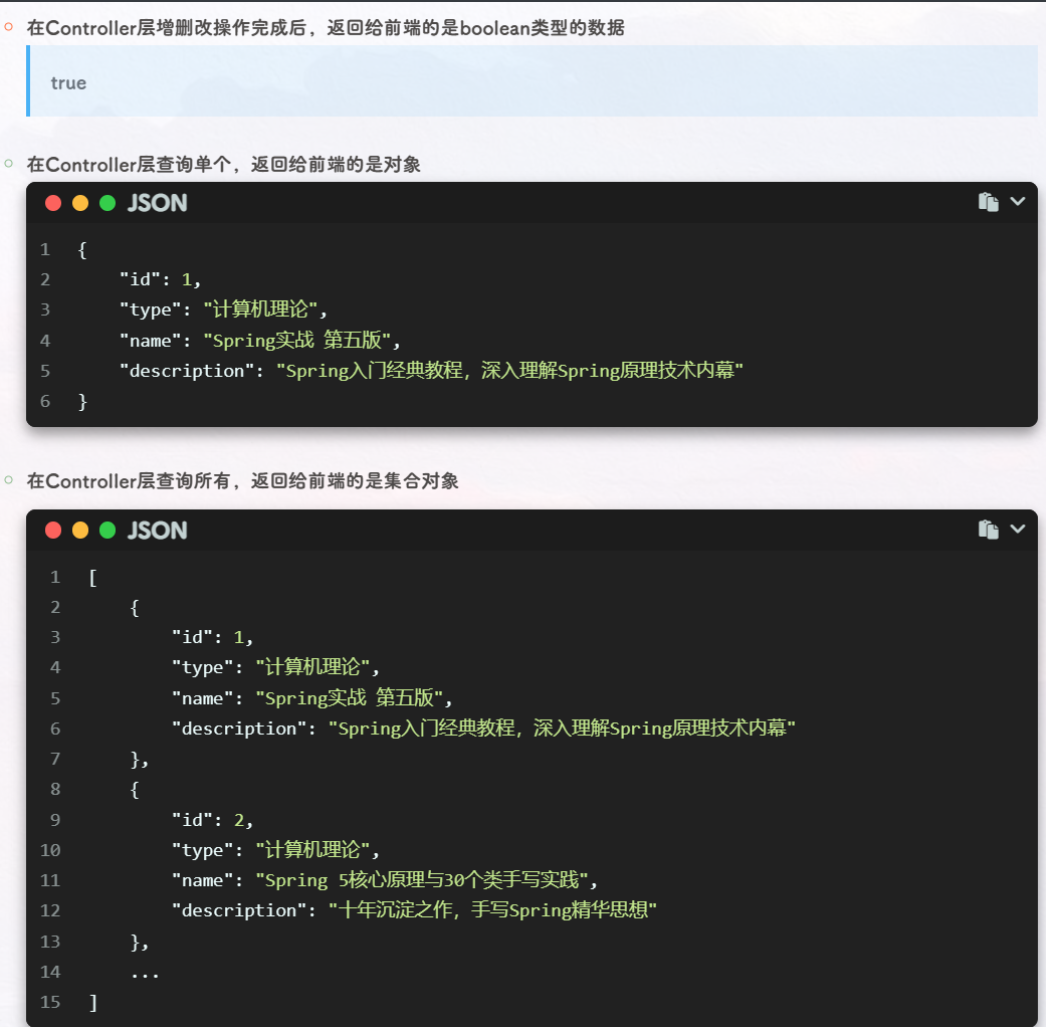 在Controller层增删改操作完成后，返回给前端的是boolean类型的数据
true
在Controller层查询单个，返回给前端的是对象
JSON
1 {
2 "id": 1,
3 "type": "计算机理论",
4 "name": "Spring实战 第五版",
5 "description": "Spring入门经典教程，深入理解Spring原理技术内幕"
6 }
在Controller层查询所有，返回给前端的是集合对象
JSON
1 [
2 {
3 "id": 1,
4 "type": "计算机理论",
5 "name": "Spring实战 第五版",
6 "description": "Spring入门经典教程，深入理解Spring原理技术内幕"
7 },
8 {
9 "id": 2,
10 "type": "计算机理论",
11 "name": "Spring 5核心原理与30个类手写实践",
12 "description": "十年沉淀之作，手写Spring精华思想"
13 },
14 ...
15 ]